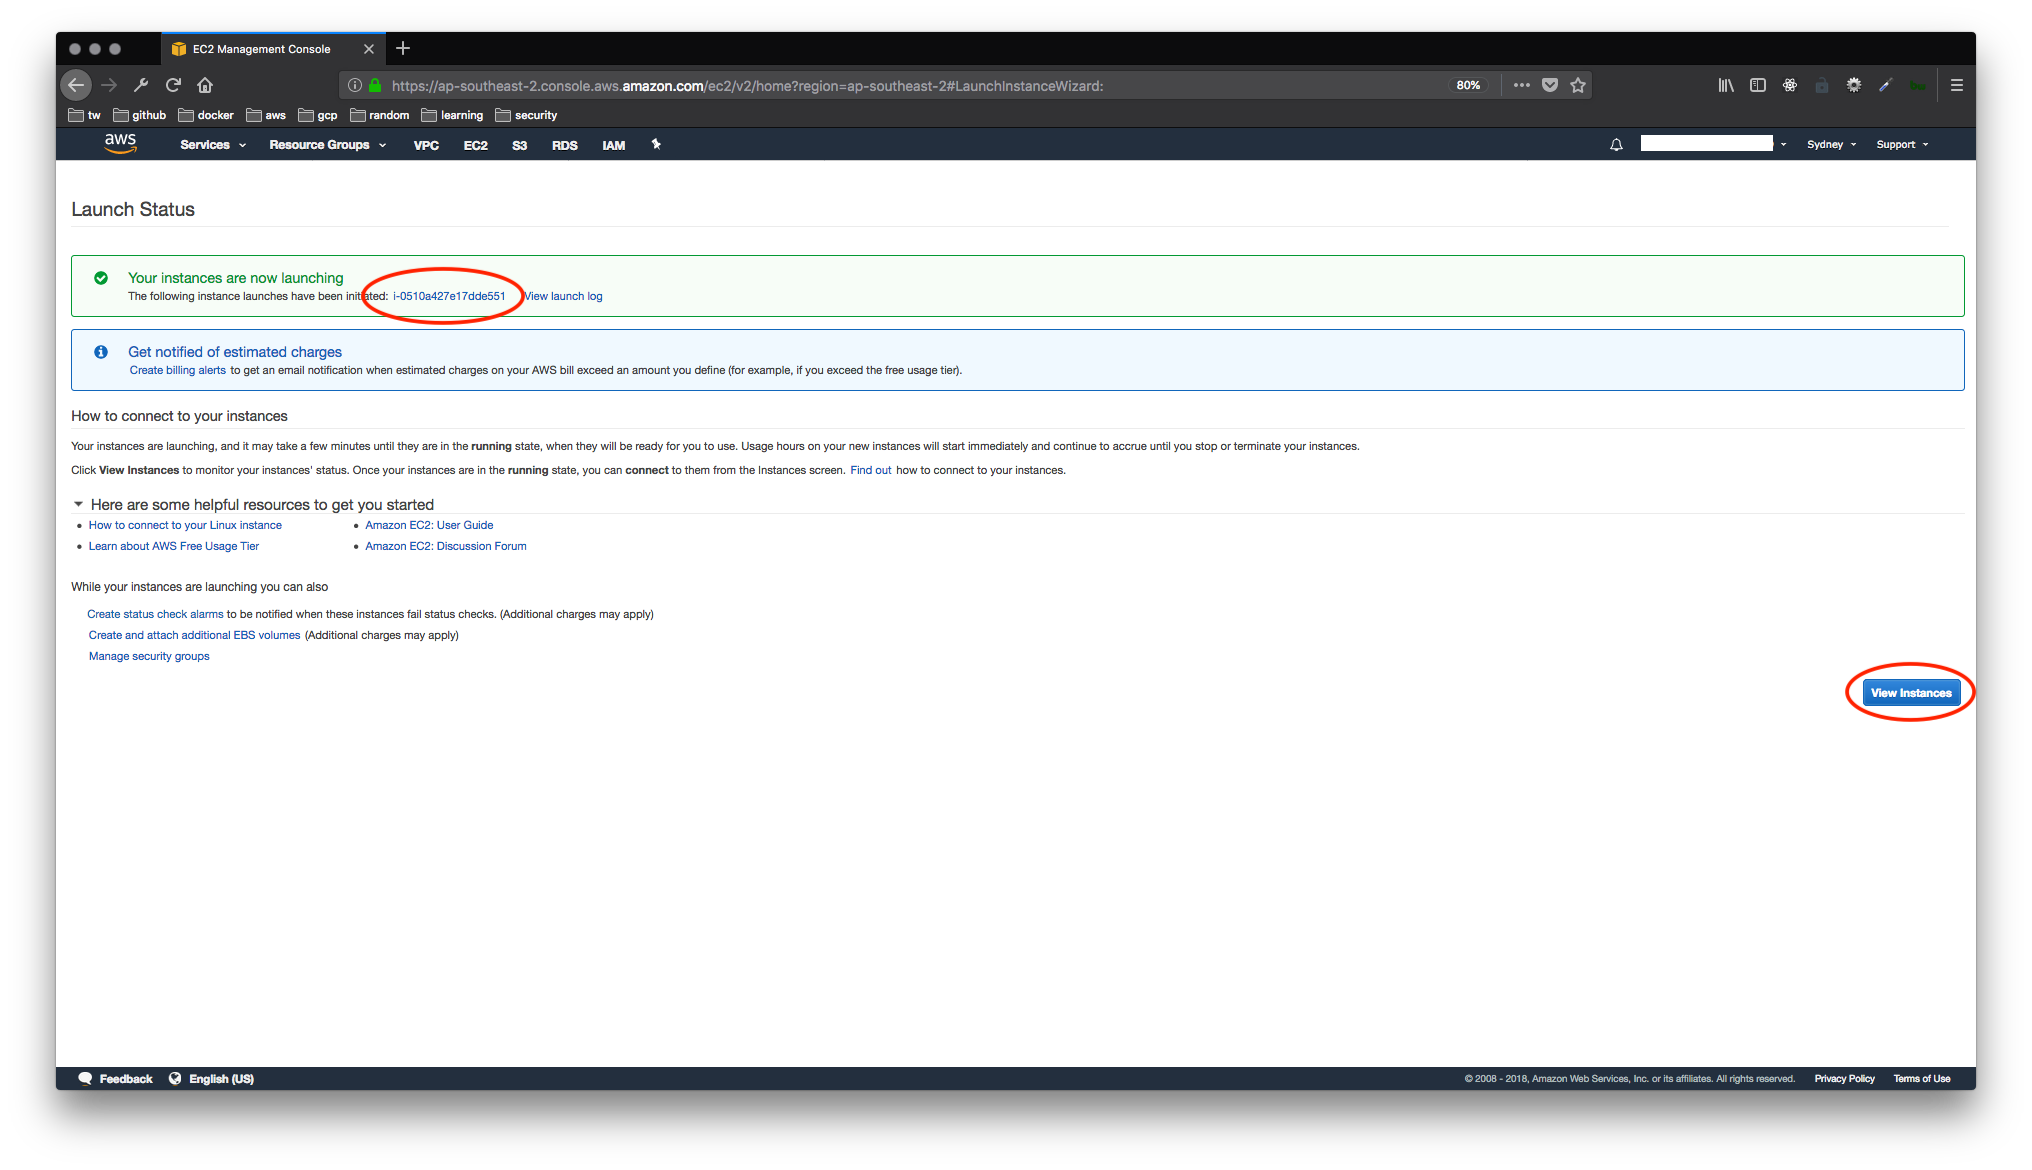 EC2 Management Console
https://ap-southeast-2.console.aws.amazon.com/ec2/v2/home?region=ap-southeast-2#LaunchInstanceWizard: 80%
tw github docker aws gcp random learning security
aws Services Resource Groups VPC EC2 S3 RDS IAM Sydney Support
Launch Status
Your instances are now launching
The following instance launches have been initiated: i-0510a427e17dde551 View launch log
Get notified of estimated charges
Create billing alerts to get an email notification when estimated charges on your AWS bill exceed an amount you define (for example, if you exceed the free usage tier).
How to connect to your instances
Your instances are launching, and it may take a few minutes until they are in the running state, when they will be ready for you to use. Usage hours on your new instances will start immediately and continue to accrue until you stop or terminate your instances.
Click View Instances to monitor your instances' status. Once your instances are in the running state, you can connect to them from the Instances screen. Find out how to connect to your instances.
Here are some helpful resources to get you started
How to connect to your Linux instance
Amazon EC2: User Guide
Learn about AWS Free Usage Tier
Amazon EC2: Discussion Forum
While your instances are launching you can also
Create status check alarms to be notified when these instances fail status checks. (Additional charges may apply)
Create and attach additional EBS volumes (Additional charges may apply)
Manage security groups
View Instances
Feedback English (US) © 2008 - 2018, Amazon Web Services, Inc. or its affiliates. All rights reserved. Privacy Policy Terms of Use